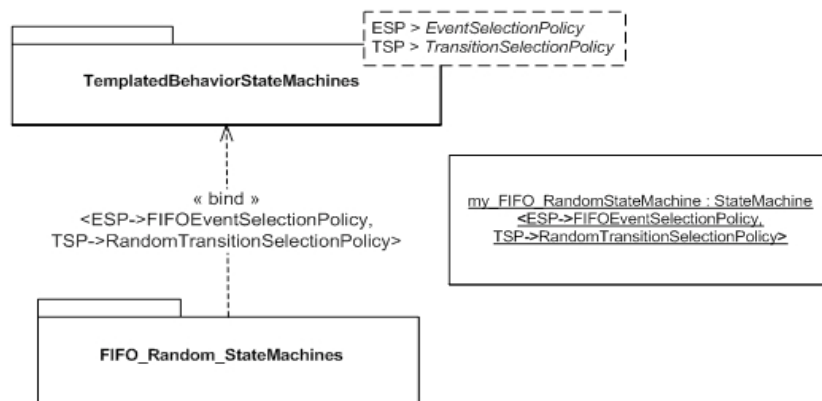 ESP > EventSelectionPolicy
TSP > TransitionSelectionPolicy
TemplatedBehaviorStateMachines
« bind »
<ESP->FIFOEventSelectionPolicy,
TSP->RandomTransitionSelectionPolicy>
my_FIFO_RandomStateMachine : StateMachine
<ESP->FIFOEventSelectionPolicy,
TSP->RandomTransitionSelectionPolicy>
FIFO_Random_StateMachines